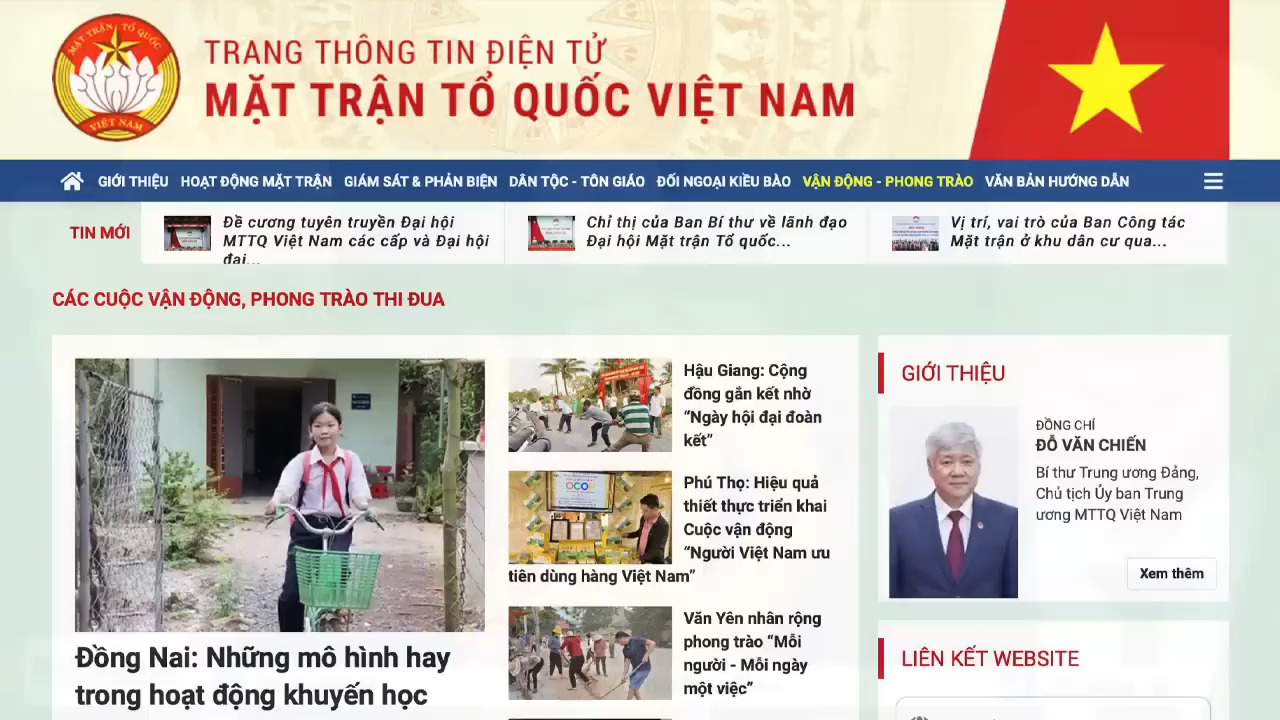 MẶT TRẬN TỔ QUỐC
VIỆT NAM
TRANG THÔNG TIN ĐIỆN TỬ
MẶT TRẬN TỔ QUỐC VIỆT NAM
GIỚI THIỆU HOẠT ĐỘNG MẶT TRẬN GIÁM SÁT & PHẢN BIỆN DÂN TỘC - TÔN GIÁO ĐỐI NGOẠI KIỀU BÀO VẬN ĐỘNG - PHONG TRÀO VĂN BẢN HƯỚNG DẪN
TIN MỚI
Đề cương tuyên truyền Đại hội
MTTQ Việt Nam các cấp và Đại hội
đại...
Chỉ thị của Ban Bí thư về lãnh đạo
Đại hội Mặt trận Tổ quốc...
Vị trí, vai trò của Ban Công tác
Mặt trận ở khu dân cư qua...
CÁC CUỘC VẬN ĐỘNG, PHONG TRÀO THI ĐUA
Đồng Nai: Những mô hình hay
trong hoạt động khuyến học
Hậu Giang: Cộng
đồng gắn kết nhờ
“Ngày hội đại đoàn
kết”
OCOP
Phú Thọ: Hiệu quả
thiết thực triển khai
Cuộc vận động
“Người Việt Nam ưu
tiên dùng hàng Việt Nam”
Văn Yên nhân rộng
phong trào “Mỗi
người - Mỗi ngày
một việc”
GIỚI THIỆU
ĐỒNG CHÍ
ĐỖ VĂN CHIẾN
Bí thư Trung ương Đảng,
Chủ tịch Ủy ban Trung
ương MTTQ Việt Nam
Xem thêm
LIÊN KẾT WEBSITE